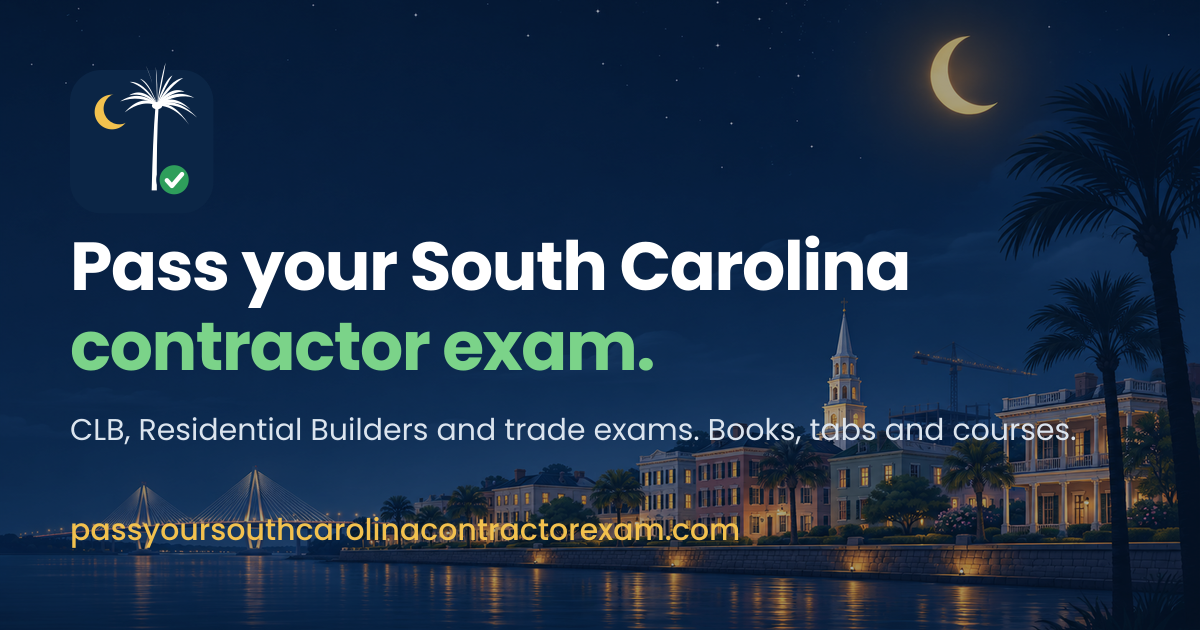 Pass your South Carolina
contractor exam.
CLB, Residential Builders and trade exams. Books, tabs and courses.
passyoursouthcarolinacontractorexam.com